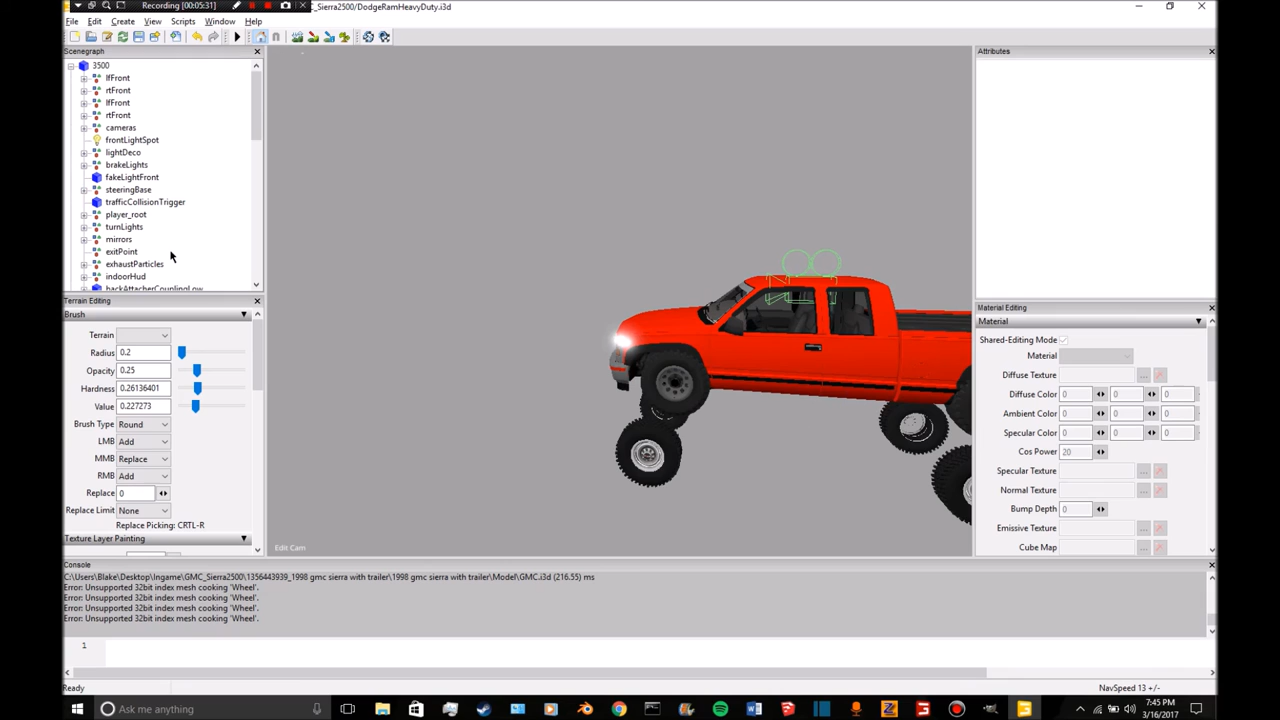 Recording [00:05:31]
C_Sierra2500/DodgeRamHeavyDuty.i3d
File Edit Create View Scripts Window Help
Scenegraph
3500
lfFront
rtFront
lfFront
rtFront
cameras
frontLightSpot
lightDeco
brakeLights
fakeLightFront
steeringBase
trafficCollisionTrigger
player_root
turnLights
mirrors
exitPoint
exhaustParticles
indoorHud
backAttacherCouplingLow
Terrain Editing
Brush
Terrain
Radius 0.2
Opacity 0.25
Hardness 0.26136401
Value 0.227273
Brush Type Round
LMB Add
MMB Replace
RMB Add
Replace 0
Replace Limit None
Replace Picking: CRTL-R
Texture Layer Painting
Edit Cam
Attributes
Material Editing
Material
Shared-Editing Mode
Material
Diffuse Texture ...
Diffuse Color 0 0 0
Ambient Color 0 0 0
Specular Color 0 0 0
Cos Power 20
Specular Texture ...
Normal Texture ...
Bump Depth 0
Emissive Texture ...
Cube Map ...
Console
C:\Users\Blake\Desktop\Ingame\GMC_Sierra2500\1356443939_1998 gmc sierra with trailer\1998 gmc sierra with trailer\Model\GMC.i3d (216.55) ms
Error: Unsupported 32bit index mesh cooking 'Wheel'.
Error: Unsupported 32bit index mesh cooking 'Wheel'.
Error: Unsupported 32bit index mesh cooking 'Wheel'.
Error: Unsupported 32bit index mesh cooking 'Wheel'.
1
Ready
NavSpeed 13 +/-
Ask me anything
7:45 PM
3/16/2017